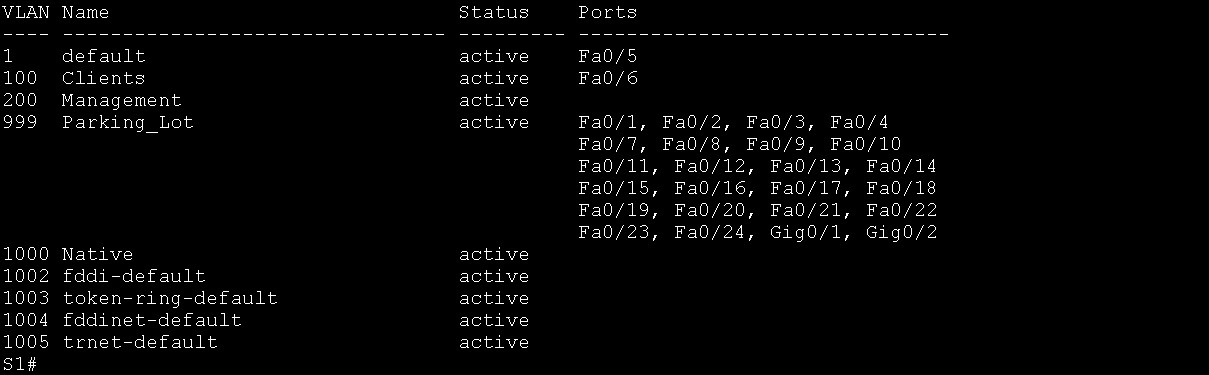 VLAN Name                             Status    Ports
---- -------------------------------- --------- -------------------------------
1    default                          active    Fa0/5
100  Clients                          active    Fa0/6
200  Management                       active
999  Parking_Lot                      active    Fa0/1, Fa0/2, Fa0/3, Fa0/4
                                                Fa0/7, Fa0/8, Fa0/9, Fa0/10
                                                Fa0/11, Fa0/12, Fa0/13, Fa0/14
                                                Fa0/15, Fa0/16, Fa0/17, Fa0/18
                                                Fa0/19, Fa0/20, Fa0/21, Fa0/22
                                                Fa0/23, Fa0/24, Gig0/1, Gig0/2
1000 Native                           active
1002 fddi-default                     active
1003 token-ring-default               active
1004 fddinet-default                  active
1005 trnet-default                    active
S1#